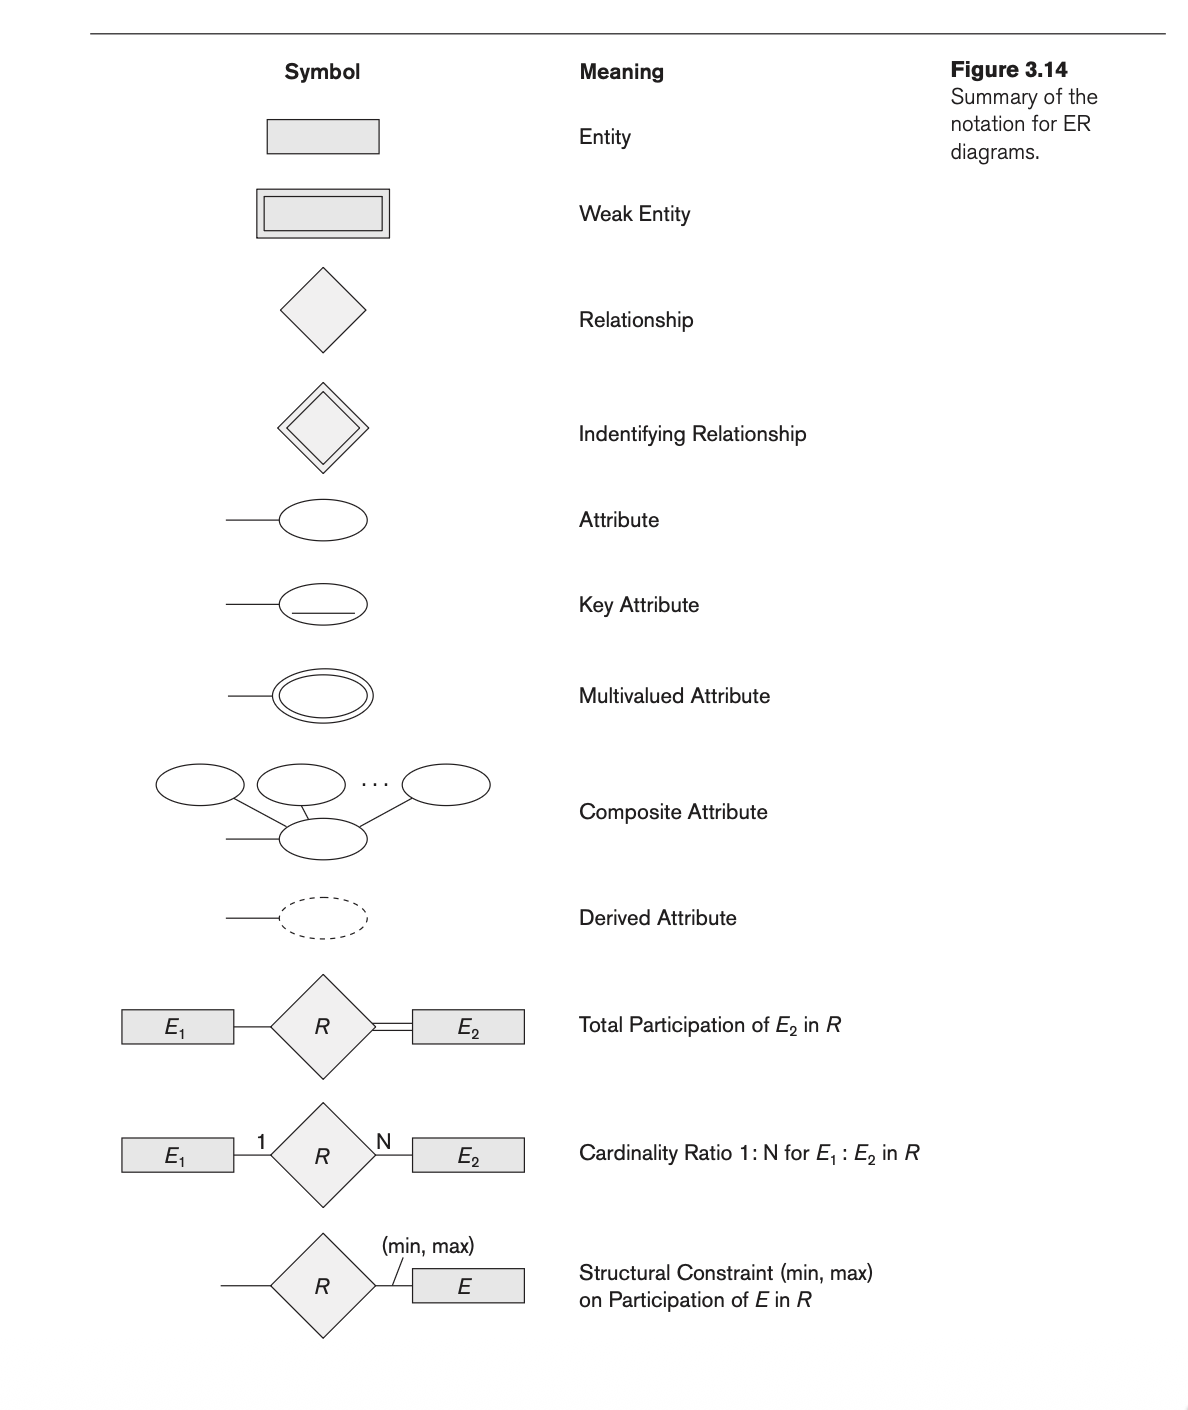 Symbol
Meaning
Figure 3.14
Summary of the
notation for ER
diagrams.
Entity
Weak Entity
Relationship
Indentifying Relationship
Attribute
Key Attribute
Multivalued Attribute
. . .
Composite Attribute
Derived Attribute
E₁ R E₂
Total Participation of E₂ in R
E₁ 1 R N E₂
Cardinality Ratio 1: N for E₁ : E₂ in R
(min, max)
R E
Structural Constraint (min, max)
on Participation of E in R